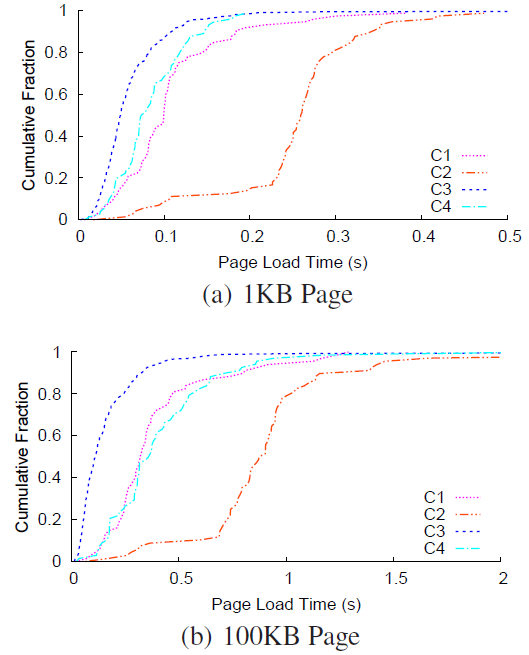 1
0.8
0.6
0.4
0.2
0
Cumulative Fraction
C1
C2
C3
C4
0 0.1 0.2 0.3 0.4 0.5
Page Load Time (s)
(a) 1KB Page
1
0.8
0.6
0.4
0.2
0
Cumulative Fraction
C1
C2
C3
C4
0 0.5 1 1.5 2
Page Load Time (s)
(b) 100KB Page